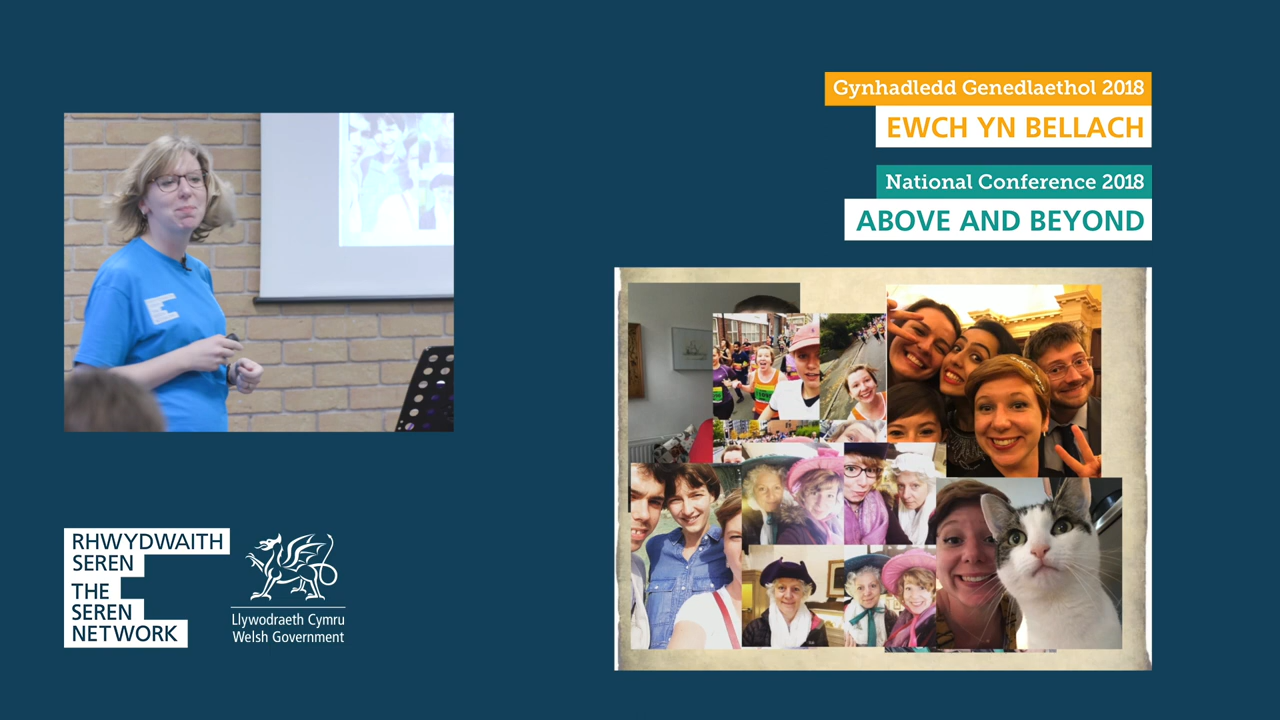 Gynhadledd Genedlaethol 2018
EWCH YN BELLACH
National Conference 2018
ABOVE AND BEYOND
RHWYDWAITH
SEREN
THE
SEREN
NETWORK
Llywodraeth Cymru
Welsh Government